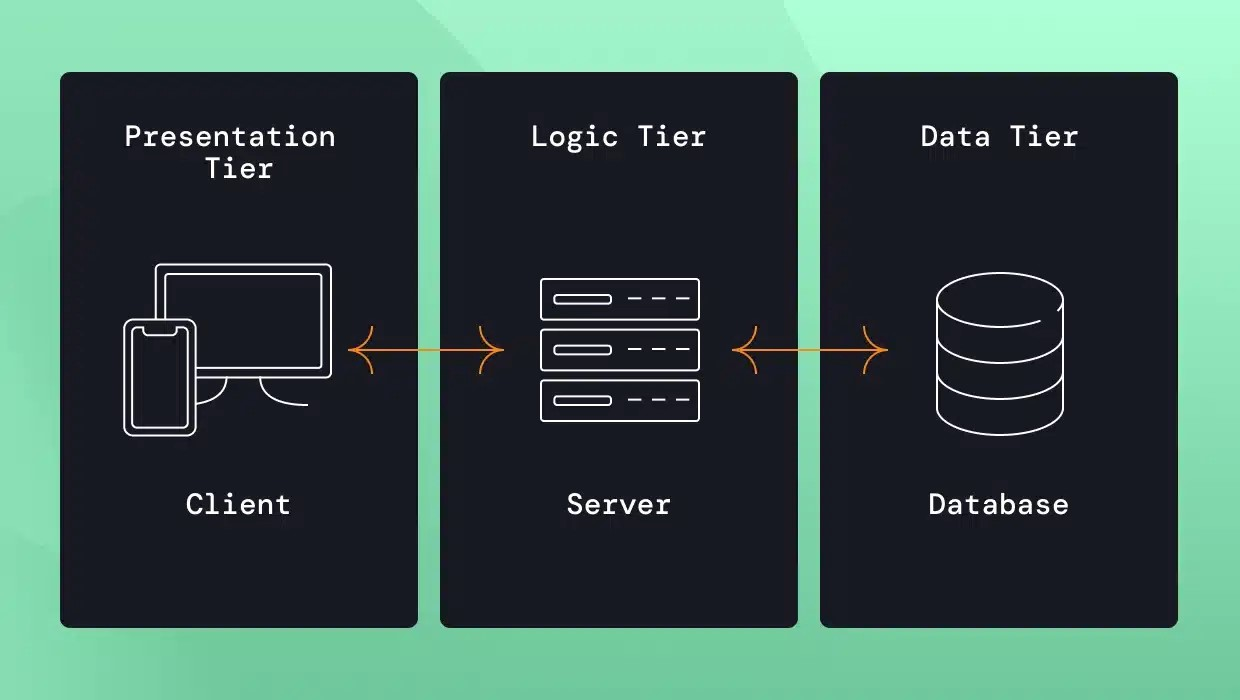 Presentation
Tier
Logic Tier
Data Tier
Client
Server
Database